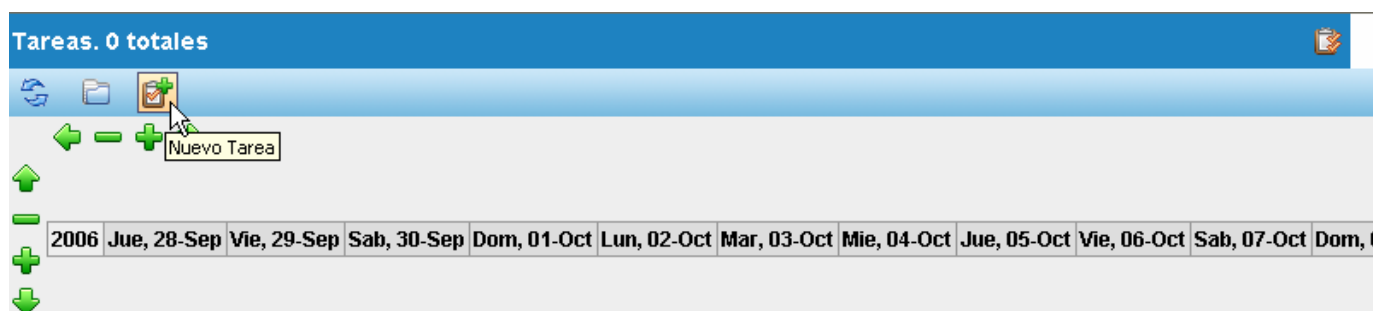 Tareas. 0 totales
Nuevo Tarea
2006 Jue, 28-Sep Vie, 29-Sep Sab, 30-Sep Dom, 01-Oct Lun, 02-Oct Mar, 03-Oct Mie, 04-Oct Jue, 05-Oct Vie, 06-Oct Sab, 07-Oct Dom,